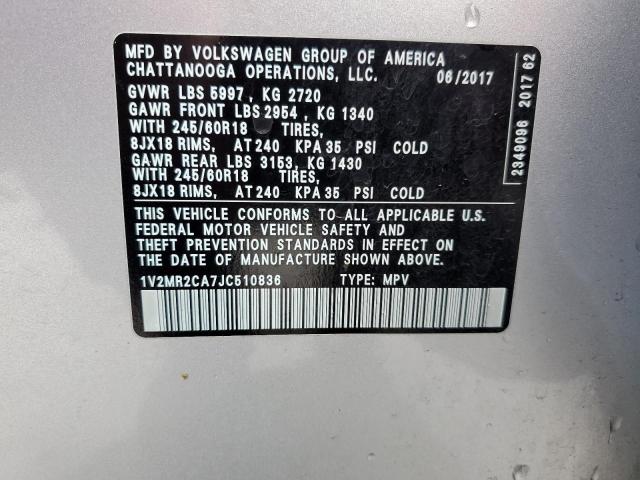 MFD BY VOLKSWAGEN GROUP OF AMERICA
CHATTANOOGA OPERATIONS, LLC. 06/2017
GVWR LBS 5997, KG 2720
GAWR FRONT LBS 2954, KG 1340
WITH 245/60R18 TIRES,
8JX18 RIMS, AT 240 KPA 35 PSI COLD
GAWR REAR LBS 3153, KG 1430
WITH 245/60R18 TIRES,
8JX18 RIMS, AT 240 KPA 35 PSI COLD
THIS VEHICLE CONFORMS TO ALL APPLICABLE U.S.
FEDERAL MOTOR VEHICLE SAFETY AND
THEFT PREVENTION STANDARDS IN EFFECT ON
THE DATE OF MANUFACTURE SHOWN ABOVE.
1V2MR2CA7JC510836 TYPE: MPV
2349096 2017 62